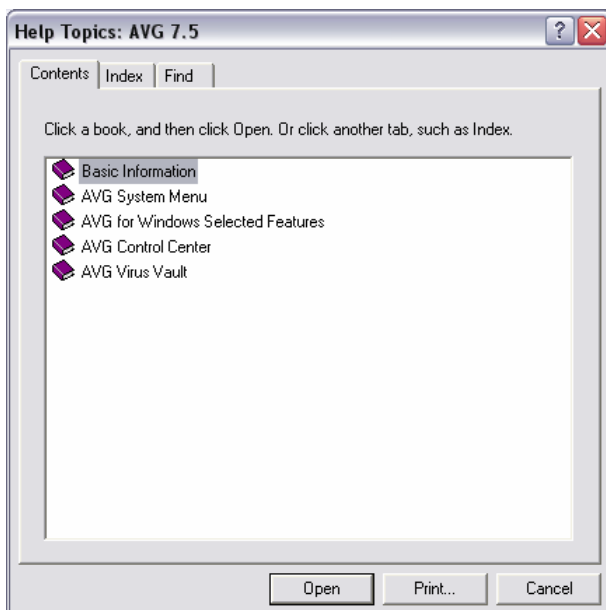 Help Topics: AVG 7.5
?
Contents Index Find
Click a book, and then click Open. Or click another tab, such as Index.
Basic Information
AVG System Menu
AVG for Windows Selected Features
AVG Control Center
AVG Virus Vault
Open Print... Cancel